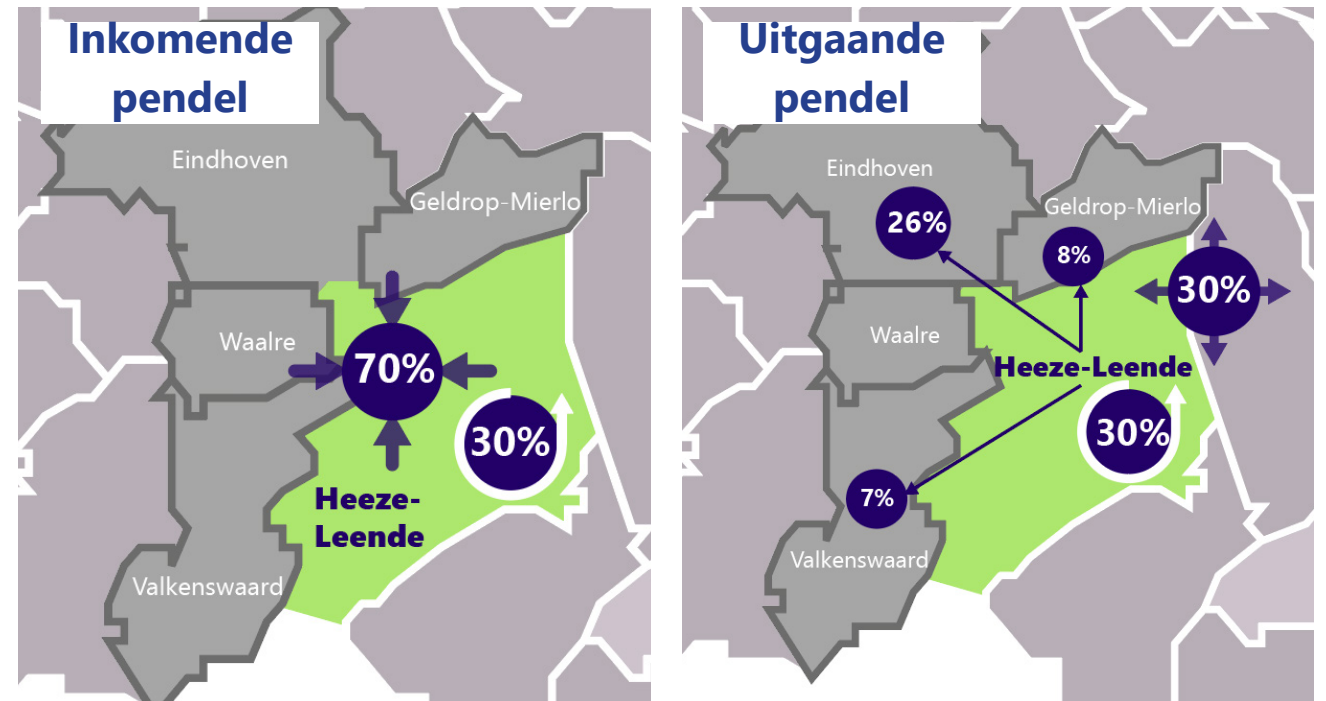 Inkomende
pendel
Eindhoven
Geldrop-Mierlo
Waalre
70%
30%
Heeze-
Leende
Valkenswaard
Uitgaande
pendel
Eindhoven
26%
Geldrop-Mierlo
8%
30%
Waalre
Heeze-Leende
30%
7%
Valkenswaard